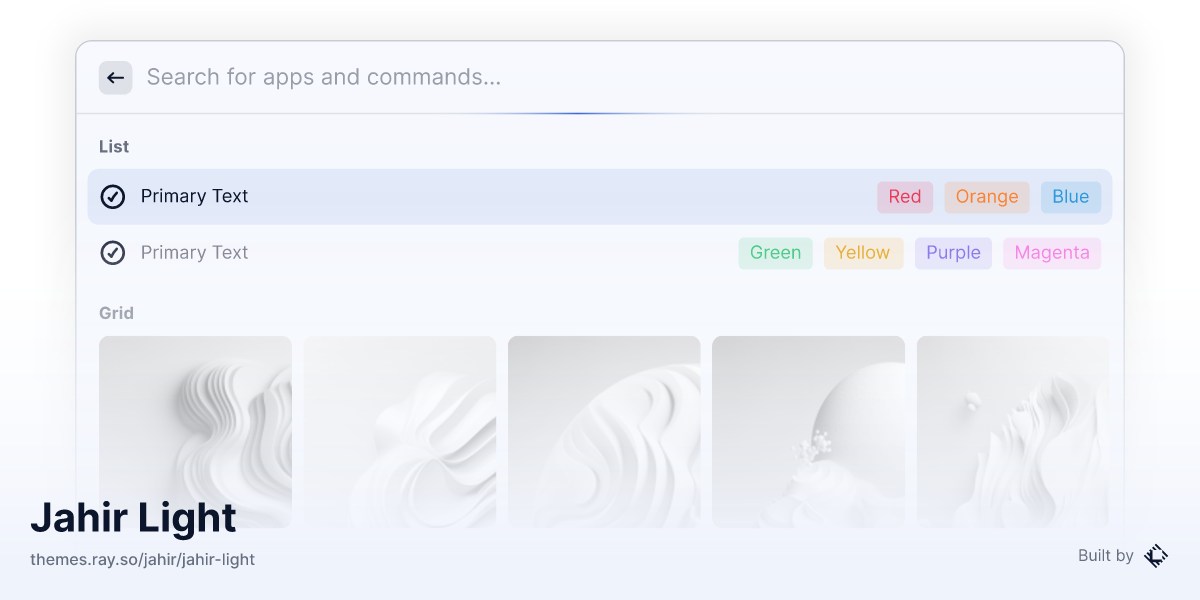 Search for apps and commands...
List
Primary Text Red Orange Blue
Primary Text Green Yellow Purple Magenta
Grid
Jahir Light
themes.ray.so/jahir/jahir-light
Built by